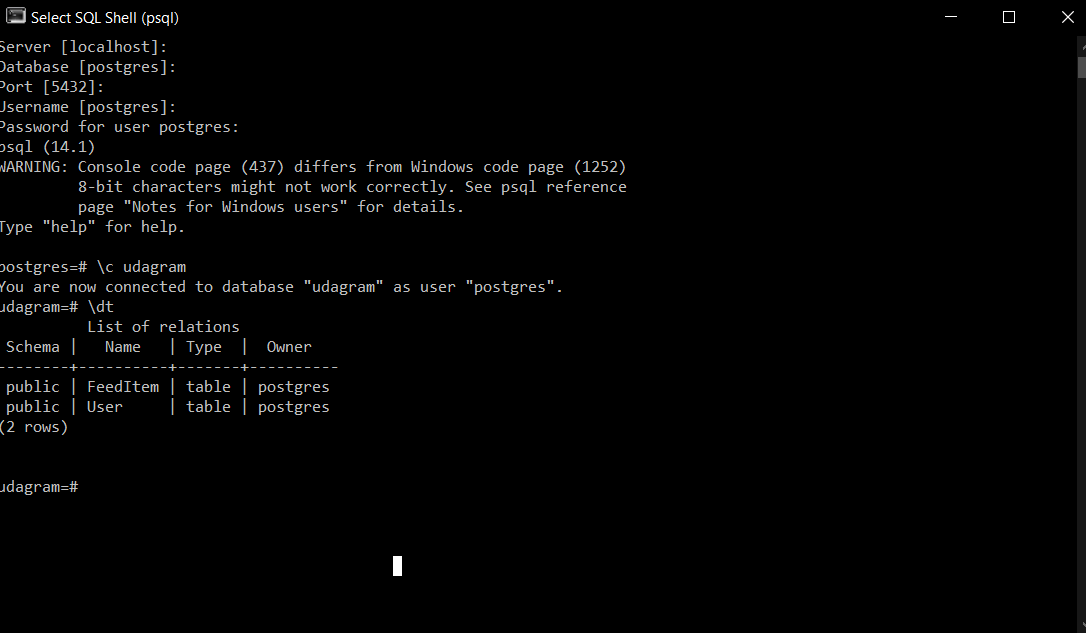 Select SQL Shell (psql)
Server [localhost]:
Database [postgres]:
Port [5432]:
Username [postgres]:
Password for user postgres:
psql (14.1)
WARNING: Console code page (437) differs from Windows code page (1252)
         8-bit characters might not work correctly. See psql reference
         page "Notes for Windows users" for details.
Type "help" for help.

postgres=# \c udagram
You are now connected to database "udagram" as user "postgres".
udagram=# \dt
          List of relations
 Schema |   Name   | Type  |  Owner
--------+----------+-------+----------
 public | FeedItem | table | postgres
 public | User     | table | postgres
(2 rows)


udagram=#